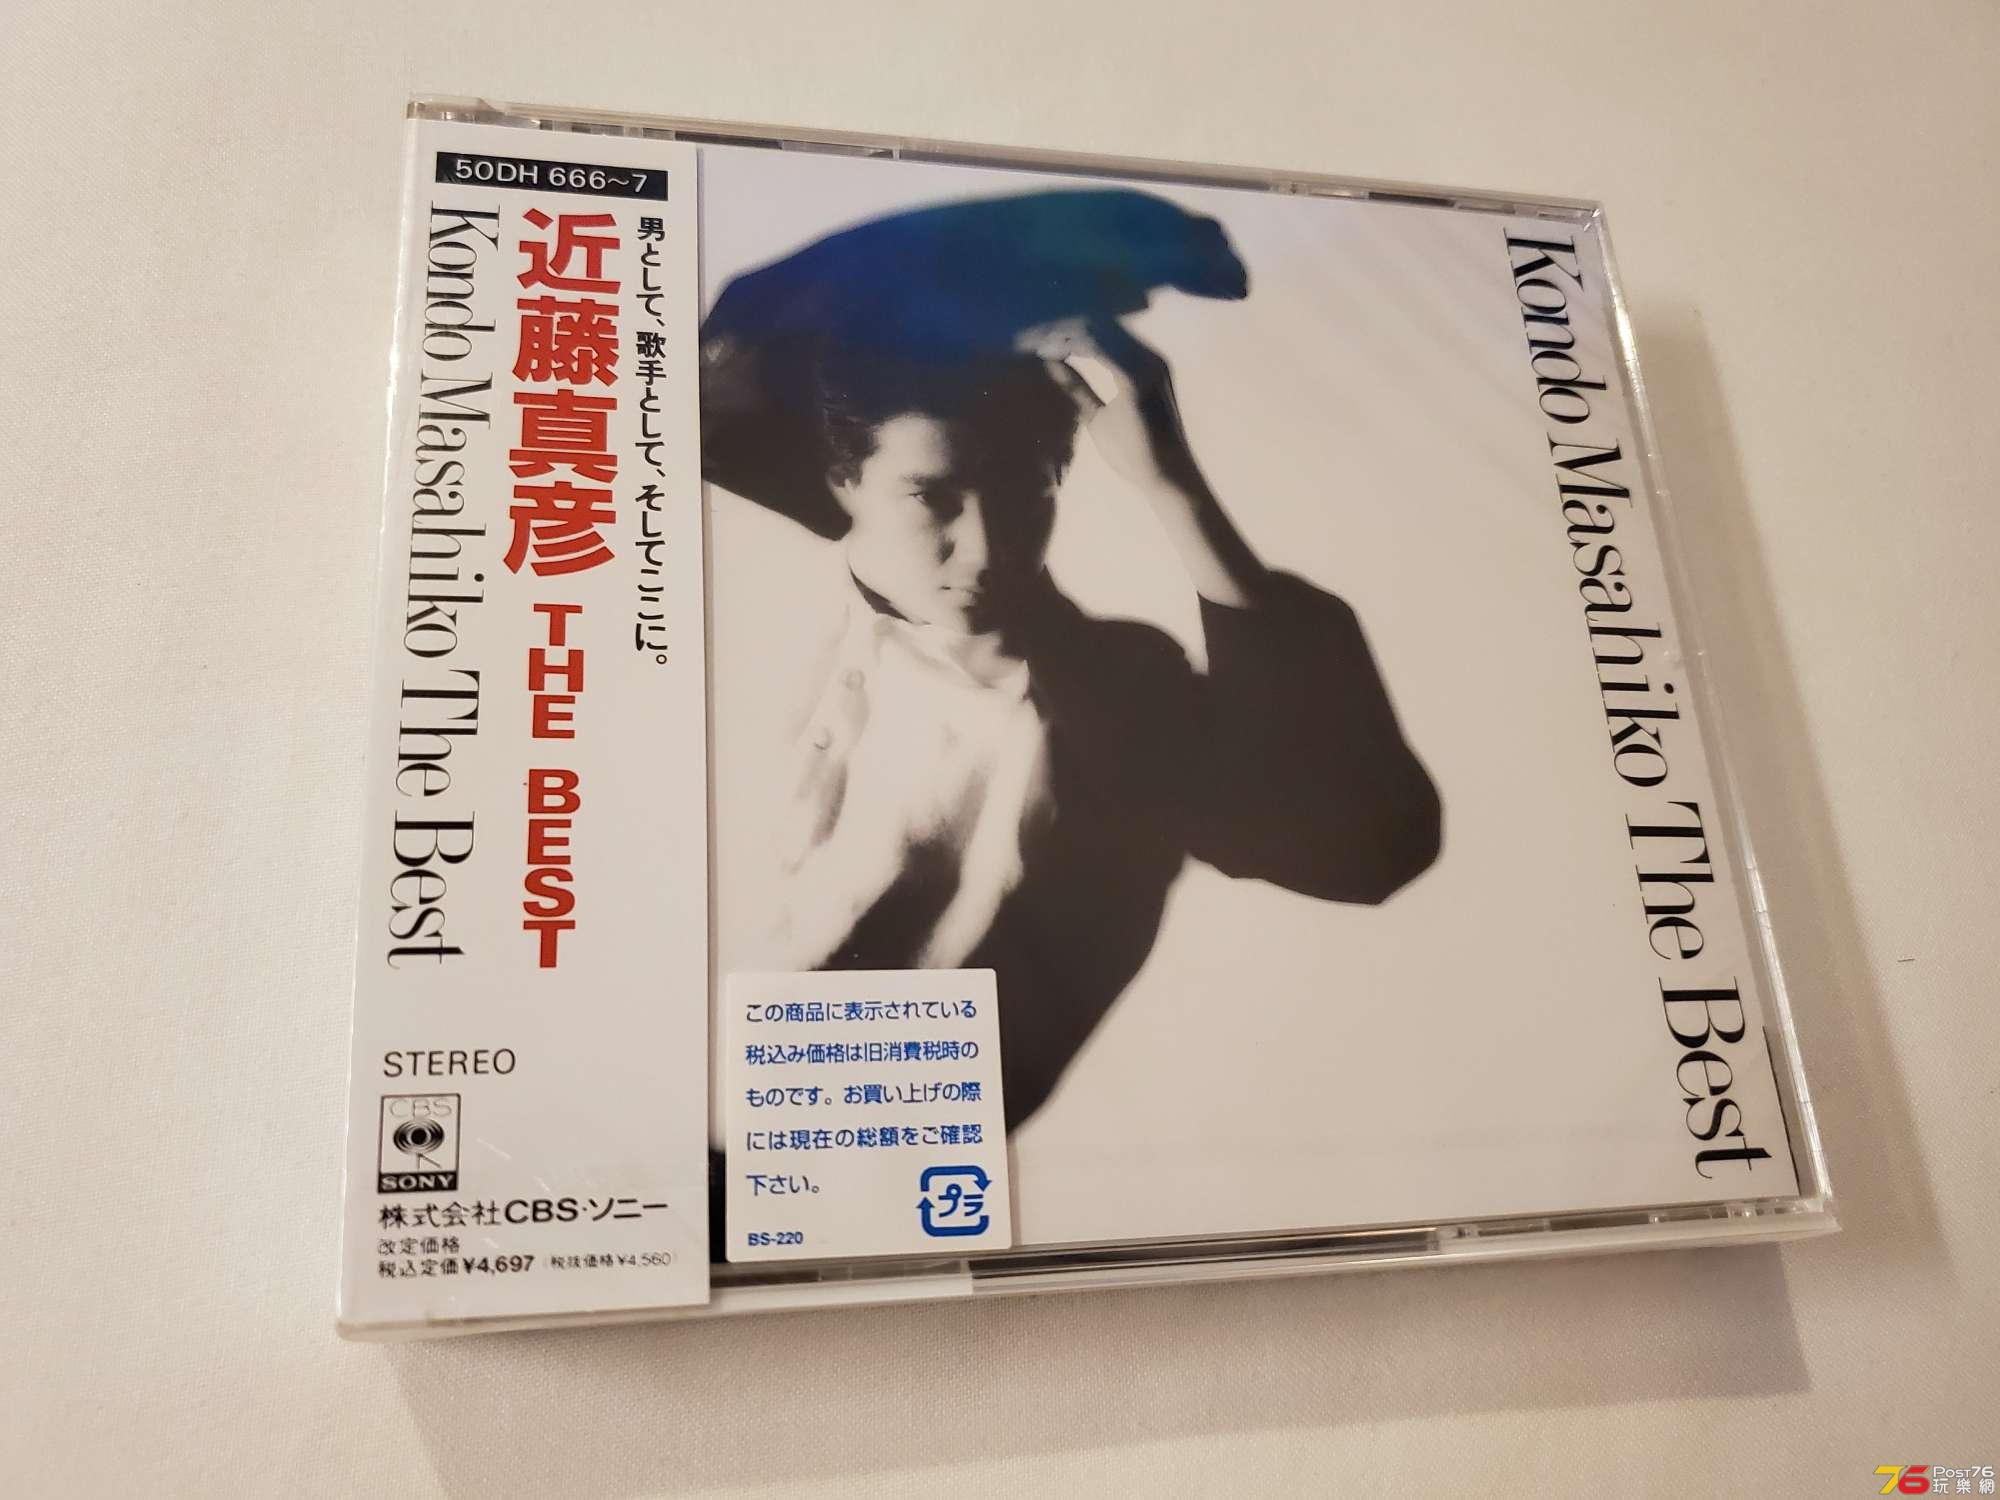 50DH 666～7
男として、歌手として、そしてここに。
近藤真彦 THE BEST
Kondo Masahiko The Best
STEREO
CBS
SONY
株式会社CBS・ソニー
改定価格
税込定価¥4,697（税抜価格¥4,560）
Kondo Masahiko The Best
この商品に表示されている
税込み価格は旧消費税時の
ものです。お買い上げの際
には現在の総額をご確認
下さい。
プラ
BS-220
76 Post76
玩樂網